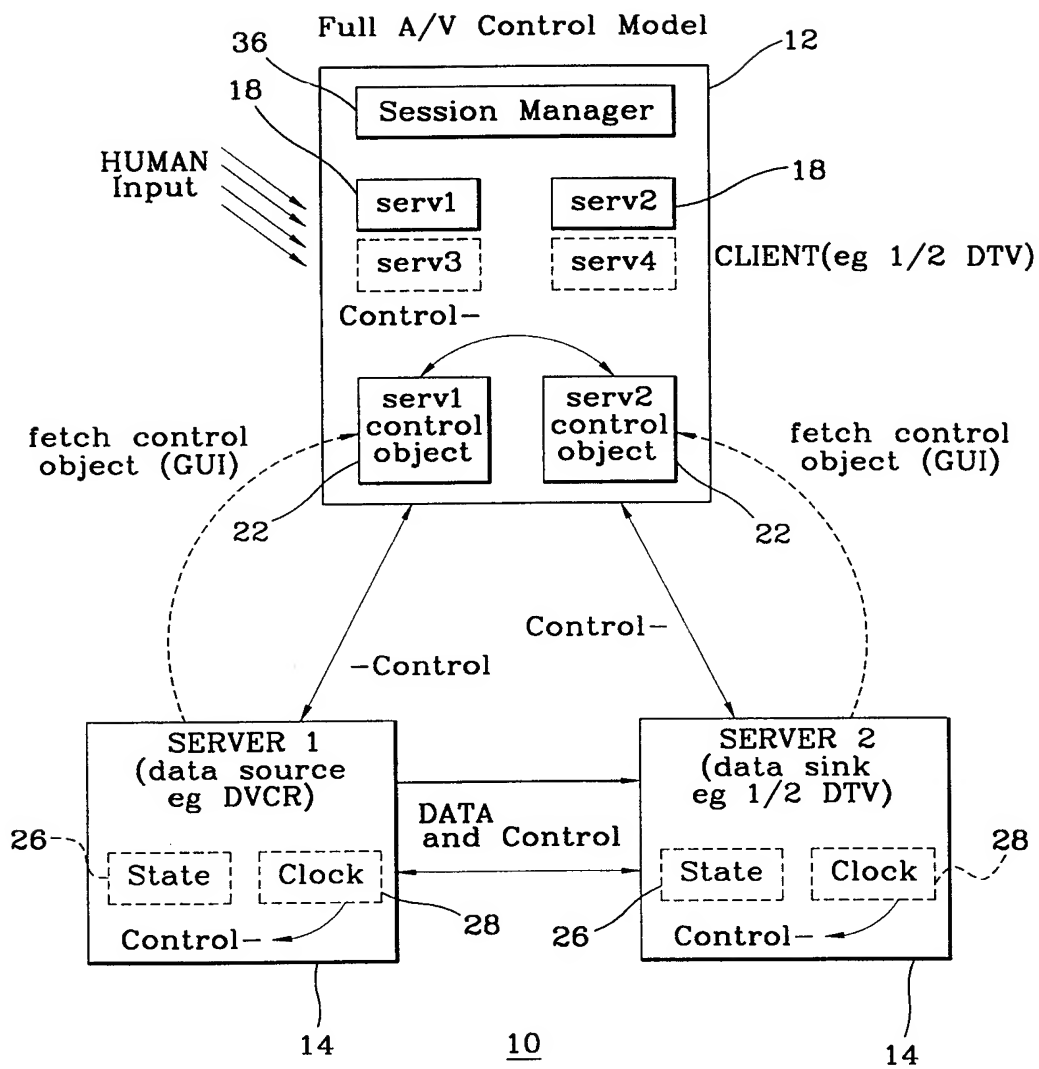 Full A/V Control Model
36
12
Session Manager
18
HUMAN
Input
18
serv1
serv2
serv3
serv4
CLIENT(eg 1/2 DTV)
Control-
serv1
control
object
serv2
control
object
fetch control
object (GUI)
fetch control
object (GUI)
22
22
Control-
-Control
SERVER 1
(data source
eg DVCR)
SERVER 2
(data sink
eg 1/2 DTV)
DATA
and Control
26
State
Clock
28
Control-
26
State
Clock
28
Control-
14
10
14